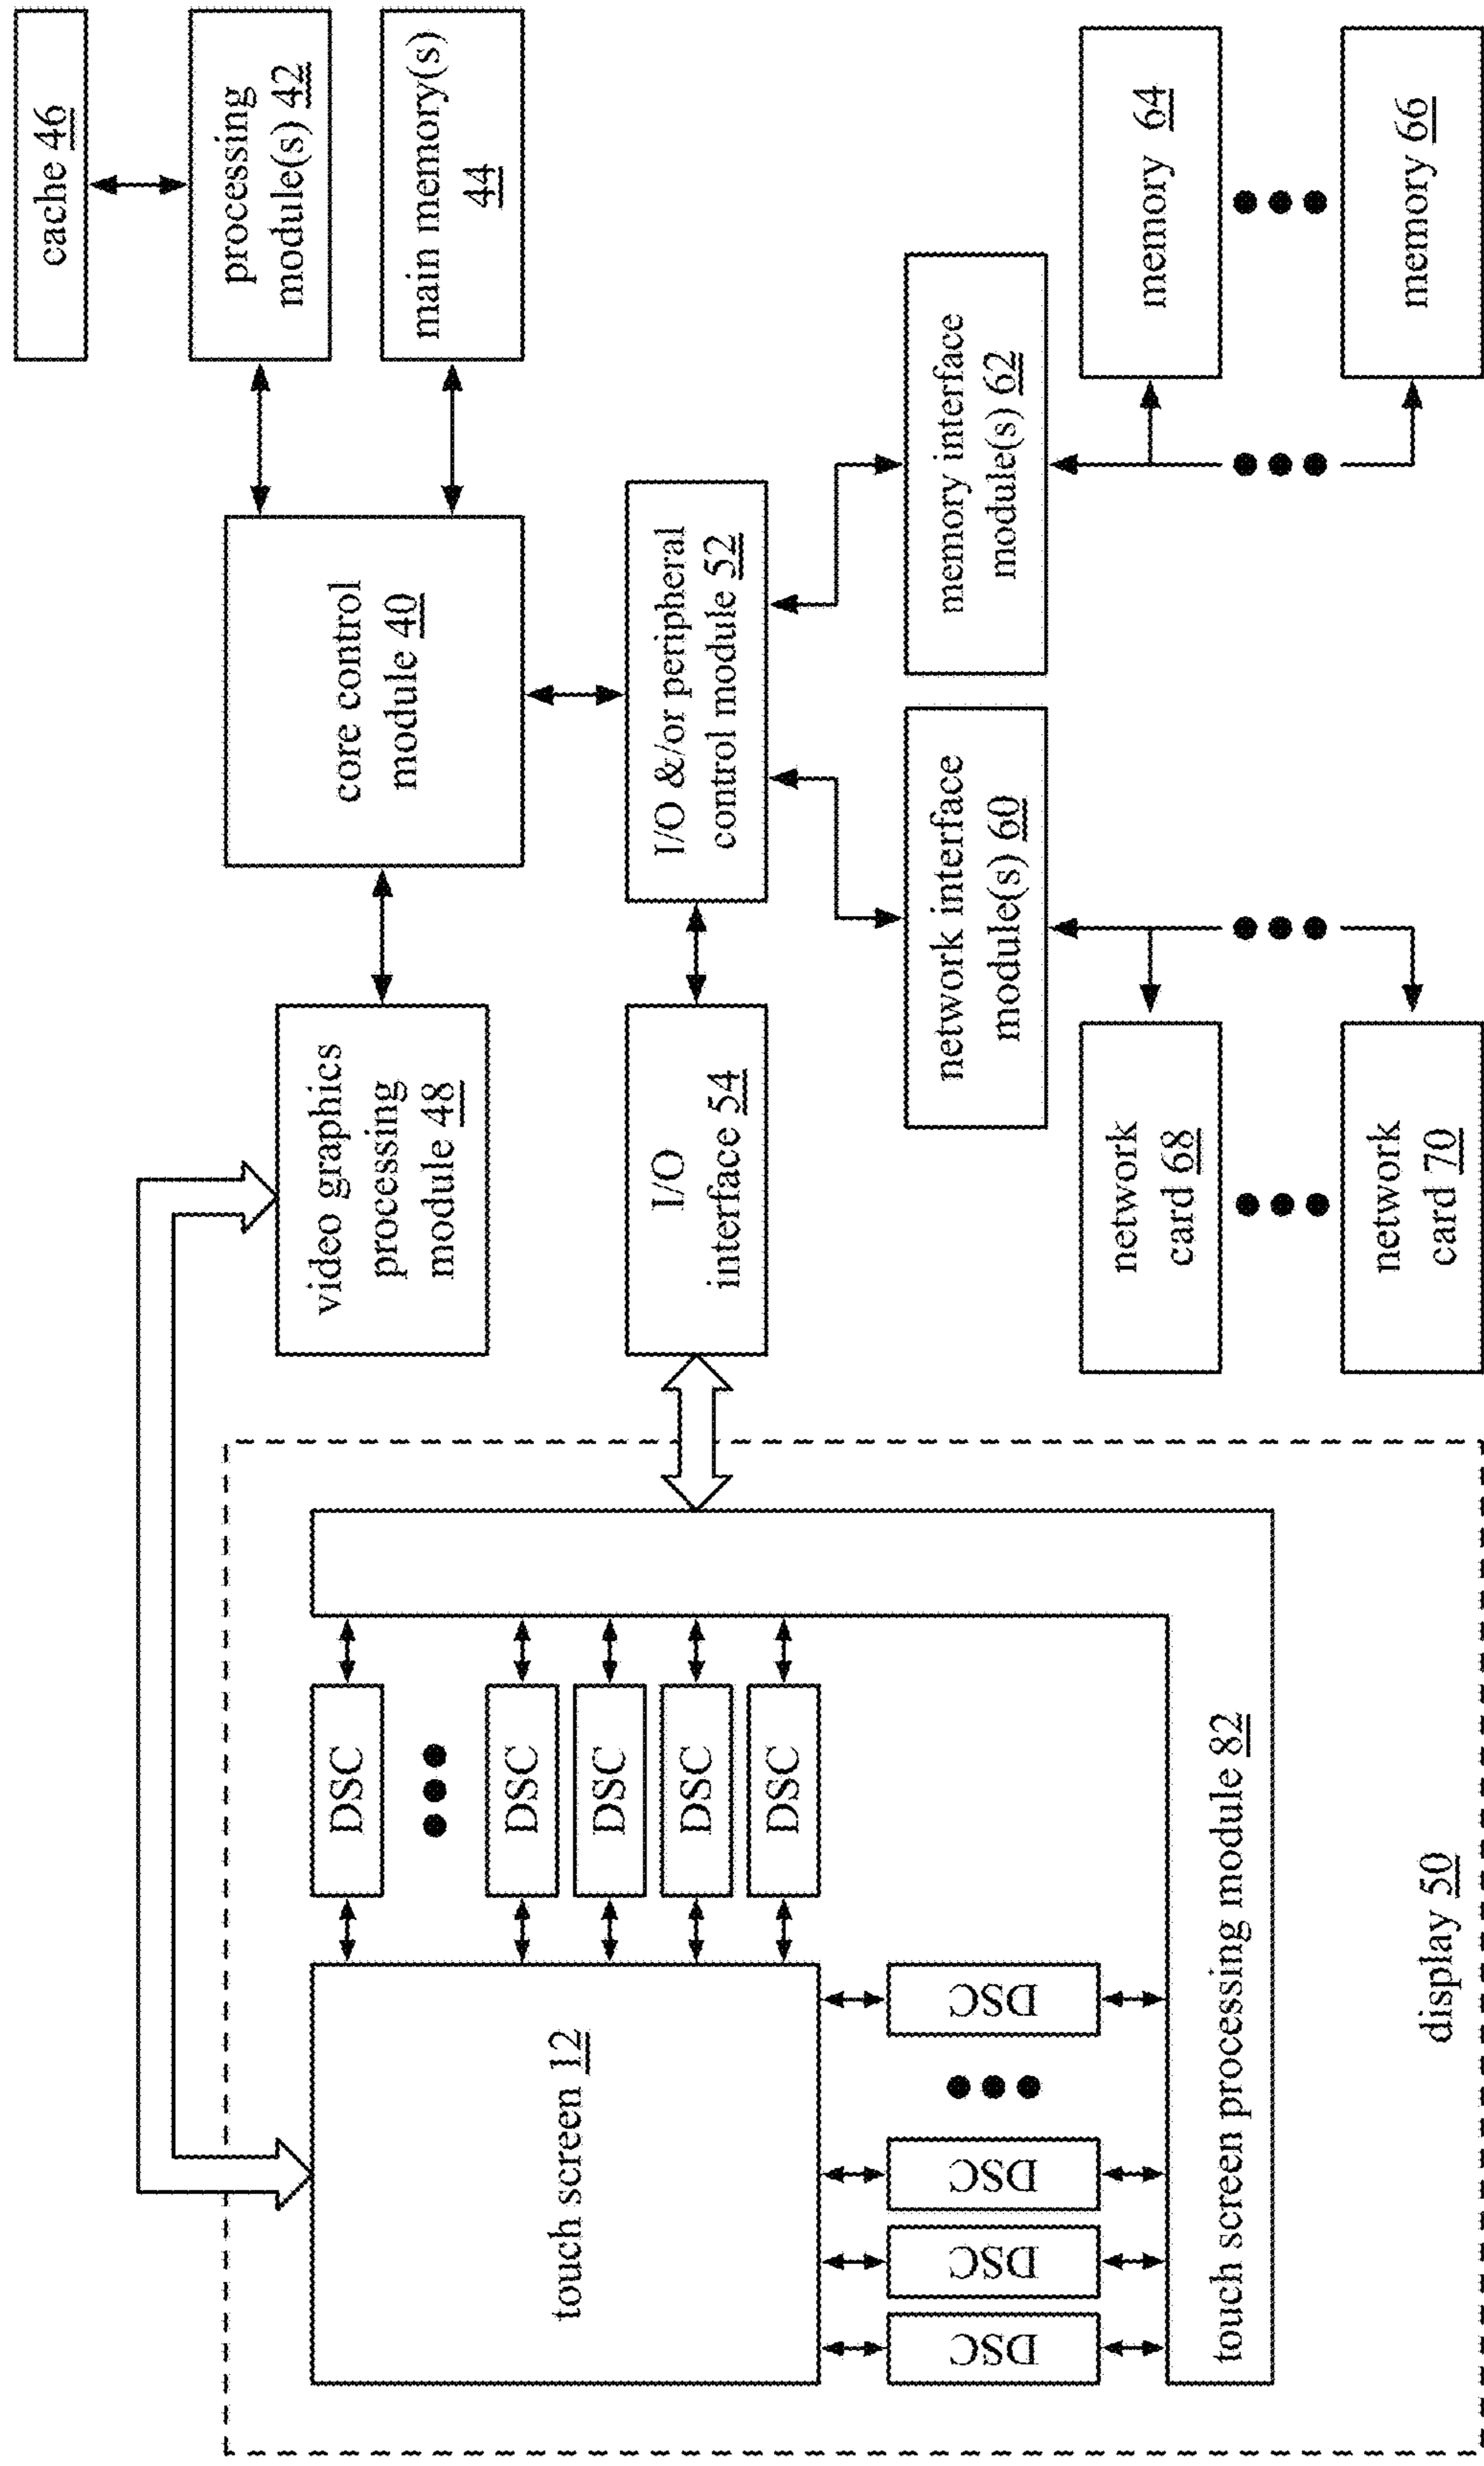 cache 46
processing
module(s) 42
main memory(s)
44
core control
module 40
video graphics
processing
module 48
I/O &/or peripheral
control module 52
I/O
interface 54
memory interface
module(s) 62
network interface
module(s) 60
memory 64
memory 66
network
card 68
network
card 70
touch screen 12
DSC
DSC
DSC
DSC
DSC
DSC
DSC
DSC
DSC
touch screen processing module 82
display 50